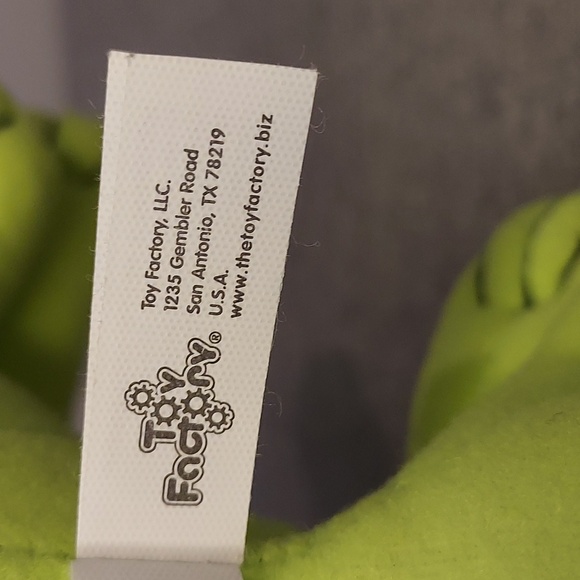 Toy
Factory®
Toy Factory, LLC.
1235 Gembler Road
San Antonio, TX 78219
U.S.A.
www.thetoyfactory.biz